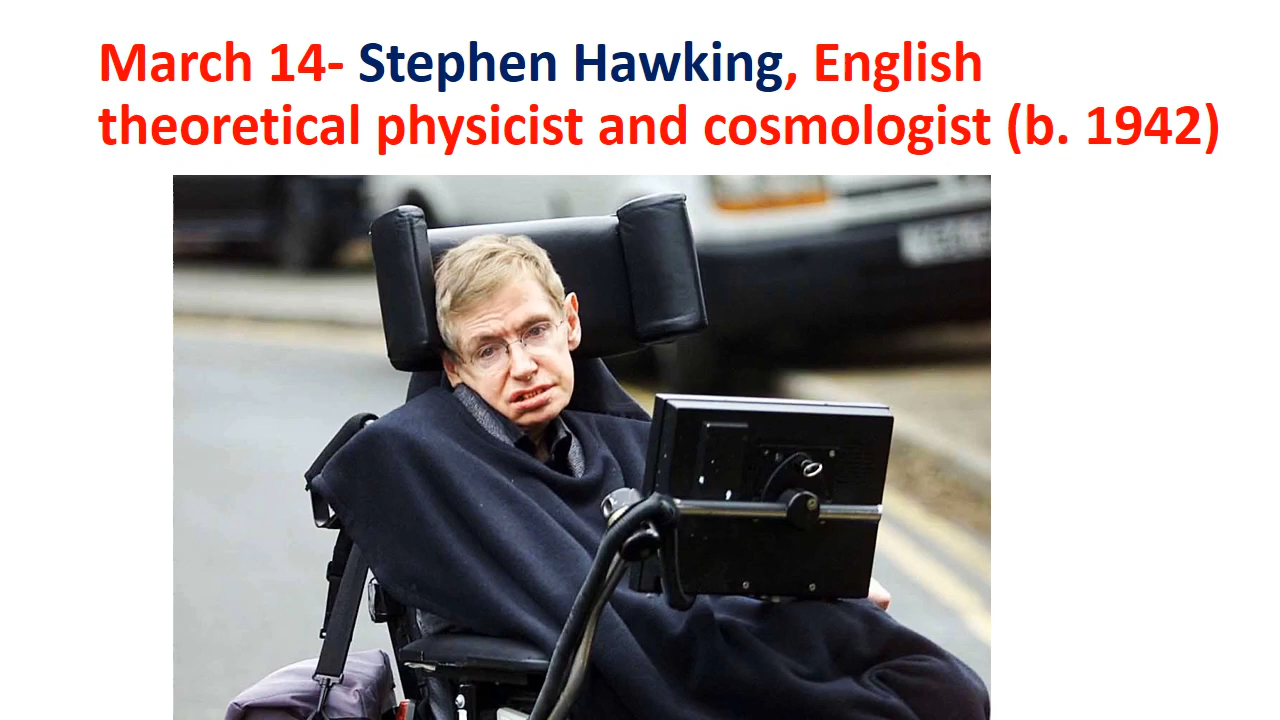 March 14- Stephen Hawking, English
theoretical physicist and cosmologist (b. 1942)